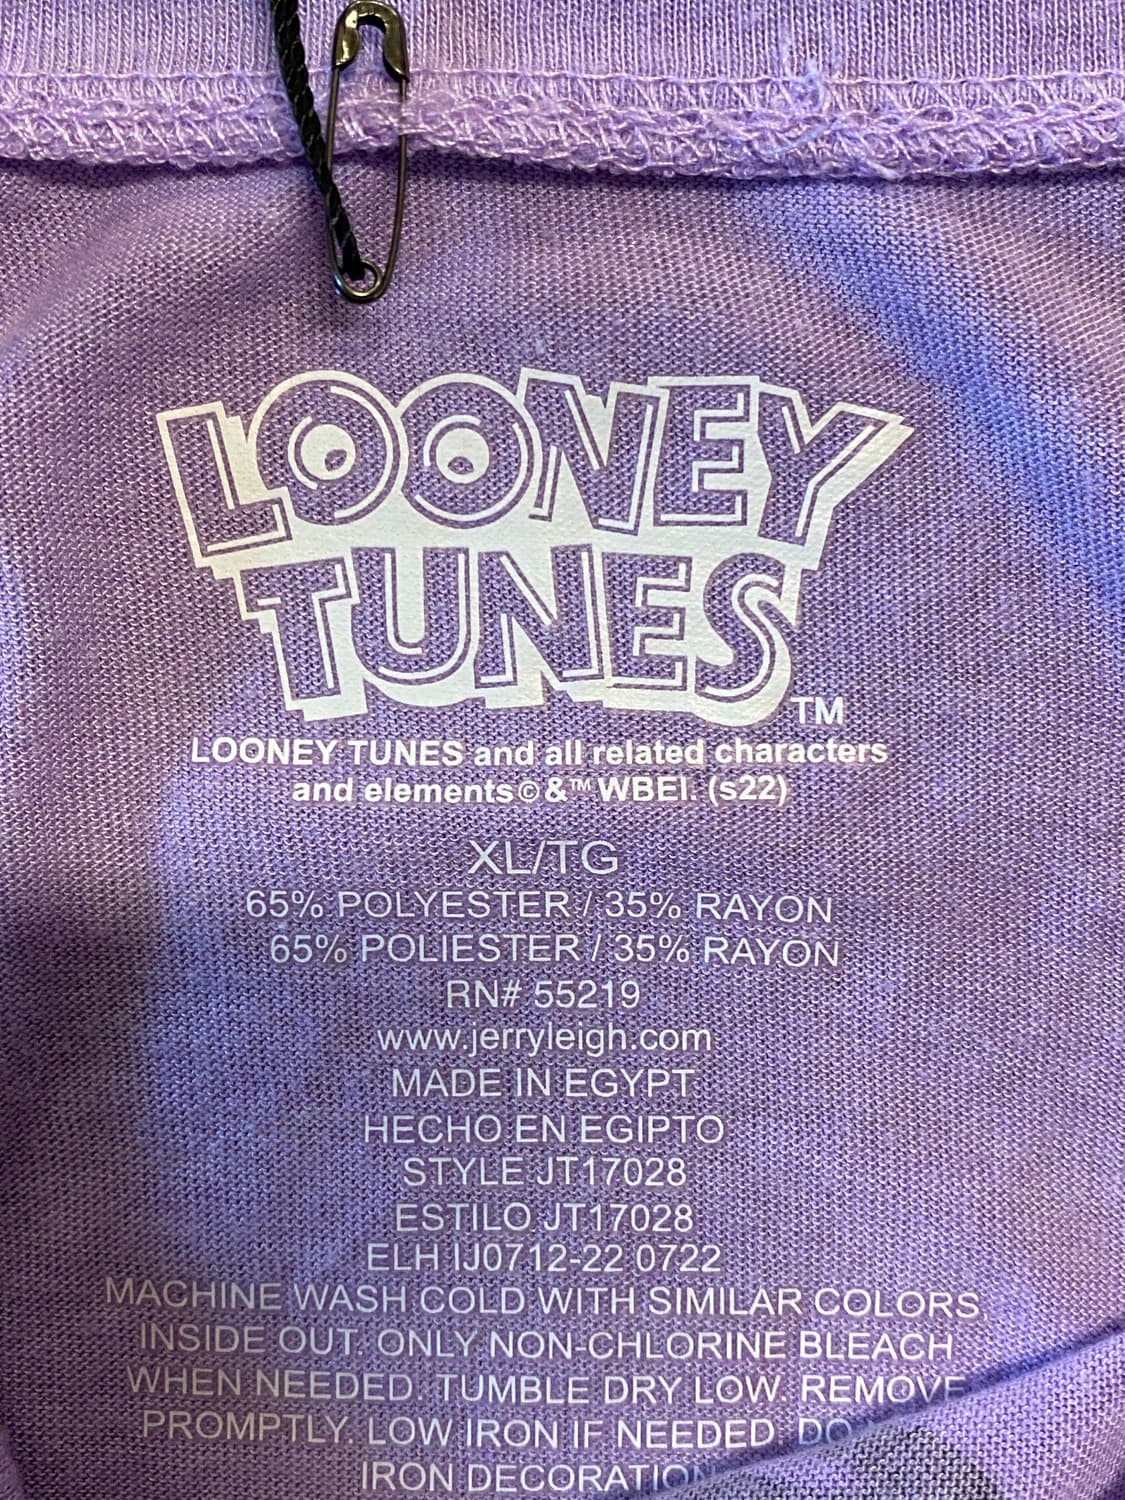 LOONEY
TUNES TM
LOONEY TUNES and all related characters
and elements©&™ WBEI. (s22)
XL/TG
65% POLYESTER / 35% RAYON
65% POLIESTER / 35% RAYON
RN# 55219
www.jerryleigh.com
MADE IN EGYPT
HECHO EN EGIPTO
STYLE JT17028
ESTILO JT17028
ELH IJ0712-22 0722
MACHINE WASH COLD WITH SIMILAR COLORS,
INSIDE OUT. ONLY NON-CHLORINE BLEACH
WHEN NEEDED. TUMBLE DRY LOW. REMOVE
PROMPTLY. LOW IRON IF NEEDED. DO
IRON DECORATION